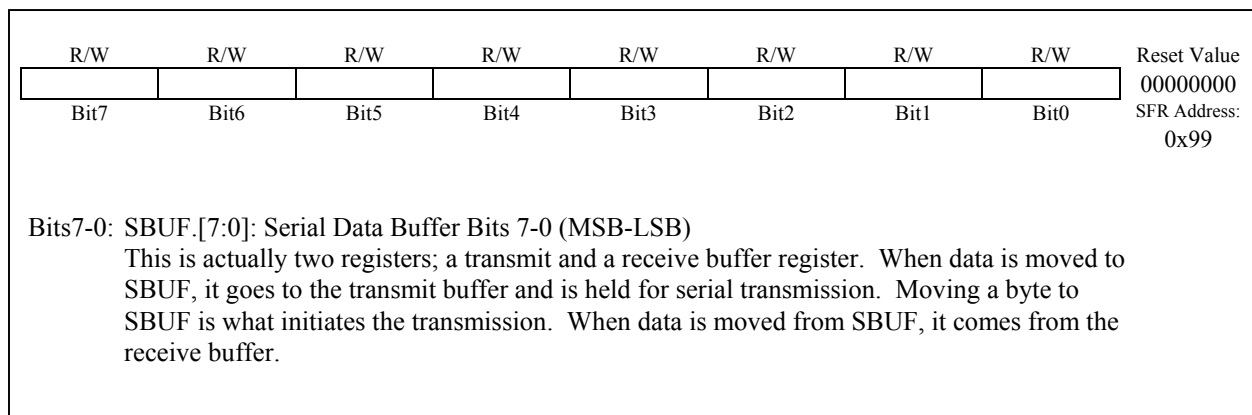 R/W R/W R/W R/W R/W R/W R/W R/W Reset Value
00000000
Bit7 Bit6 Bit5 Bit4 Bit3 Bit2 Bit1 Bit0 SFR Address:
0x99
Bits7-0: SBUF.[7:0]: Serial Data Buffer Bits 7-0 (MSB-LSB)
This is actually two registers; a transmit and a receive buffer register. When data is moved to
SBUF, it goes to the transmit buffer and is held for serial transmission. Moving a byte to
SBUF is what initiates the transmission. When data is moved from SBUF, it comes from the
receive buffer.